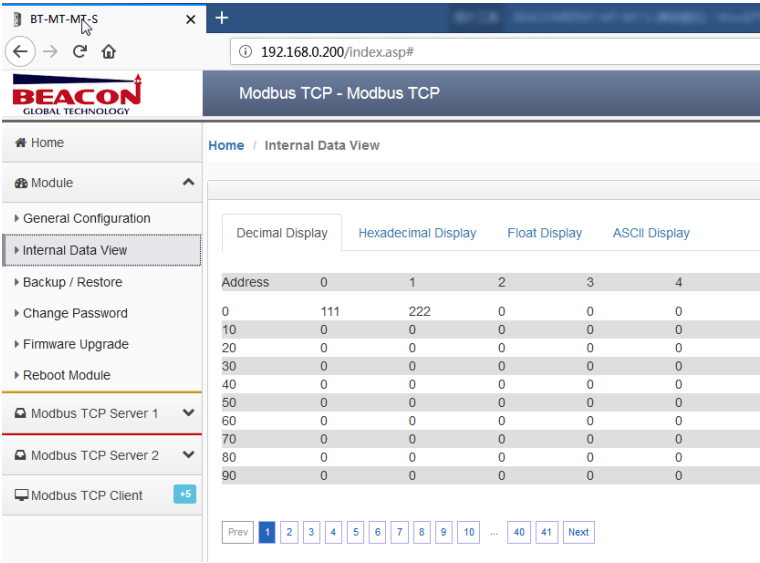 BT-MT-MT-S
192.168.0.200/index.asp#
BEACON
GLOBAL TECHNOLOGY
Modbus TCP - Modbus TCP
Home
Module
General Configuration
Internal Data View
Backup / Restore
Change Password
Firmware Upgrade
Reboot Module
Modbus TCP Server 1
Modbus TCP Server 2
Modbus TCP Client +5
Home / Internal Data View
Decimal Display Hexadecimal Display Float Display ASCII Display
Address 0 1 2 3 4
0 111 222 0 0 0
10 0 0 0 0 0
20 0 0 0 0 0
30 0 0 0 0 0
40 0 0 0 0 0
50 0 0 0 0 0
60 0 0 0 0 0
70 0 0 0 0 0
80 0 0 0 0 0
90 0 0 0 0 0
Prev 1 2 3 4 5 6 7 8 9 10 ... 40 41 Next